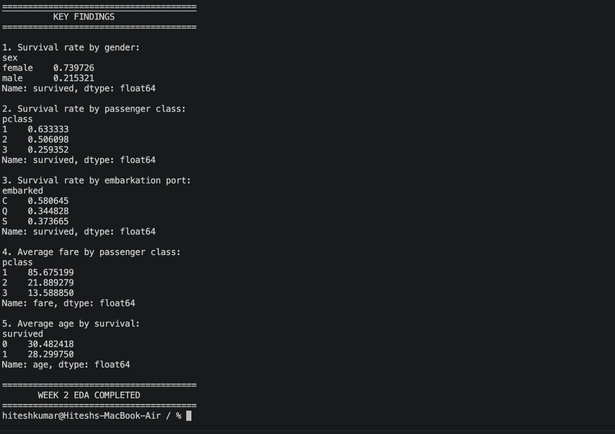 ======================================
KEY FINDINGS
======================================
1. Survival rate by gender:
sex
female    0.739726
male      0.215321
Name: survived, dtype: float64
2. Survival rate by passenger class:
pclass
1    0.633333
2    0.506098
3    0.259352
Name: survived, dtype: float64
3. Survival rate by embarkation port:
embarked
C    0.580645
Q    0.344828
S    0.373665
Name: survived, dtype: float64
4. Average fare by passenger class:
pclass
1    85.675199
2    21.889279
3    13.588850
Name: fare, dtype: float64
5. Average age by survival:
survived
0    30.482418
1    28.299750
Name: age, dtype: float64
======================================
WEEK 2 EDA COMPLETED
======================================
hiteshkumar@Hiteshs-MacBook-Air / %